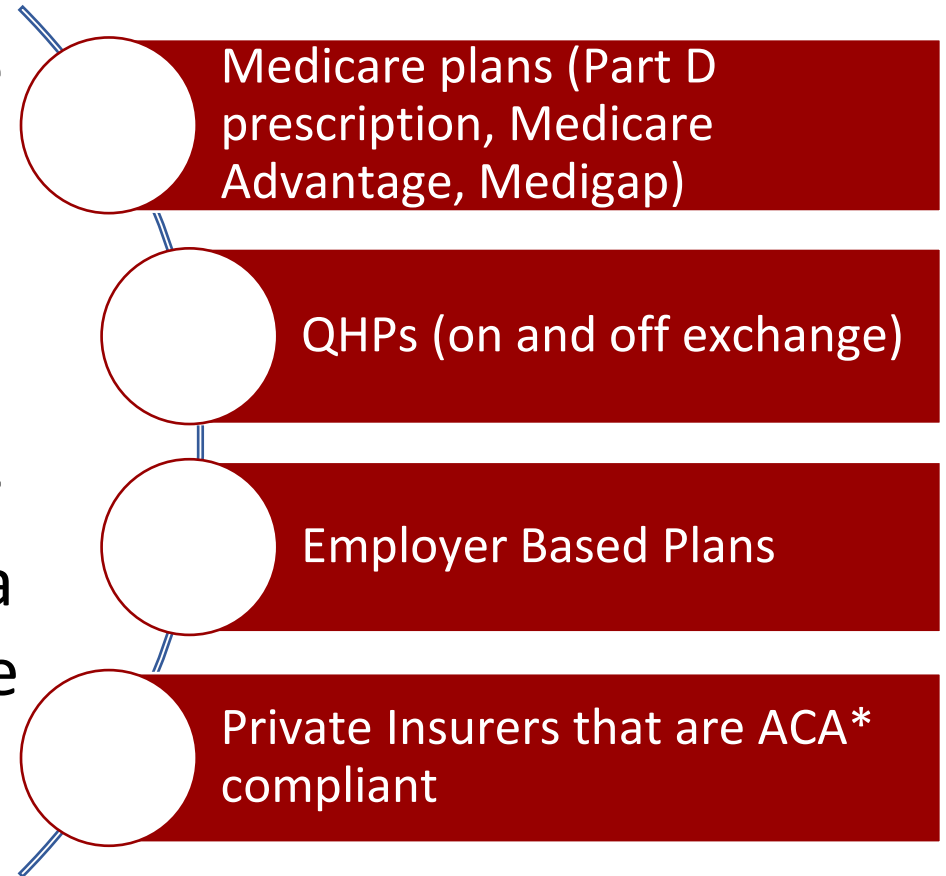 Medicare plans (Part D
prescription, Medicare
Advantage, Medigap)
QHPs (on and off exchange)
Employer Based Plans
a
e
Private Insurers that are ACA*
compliant